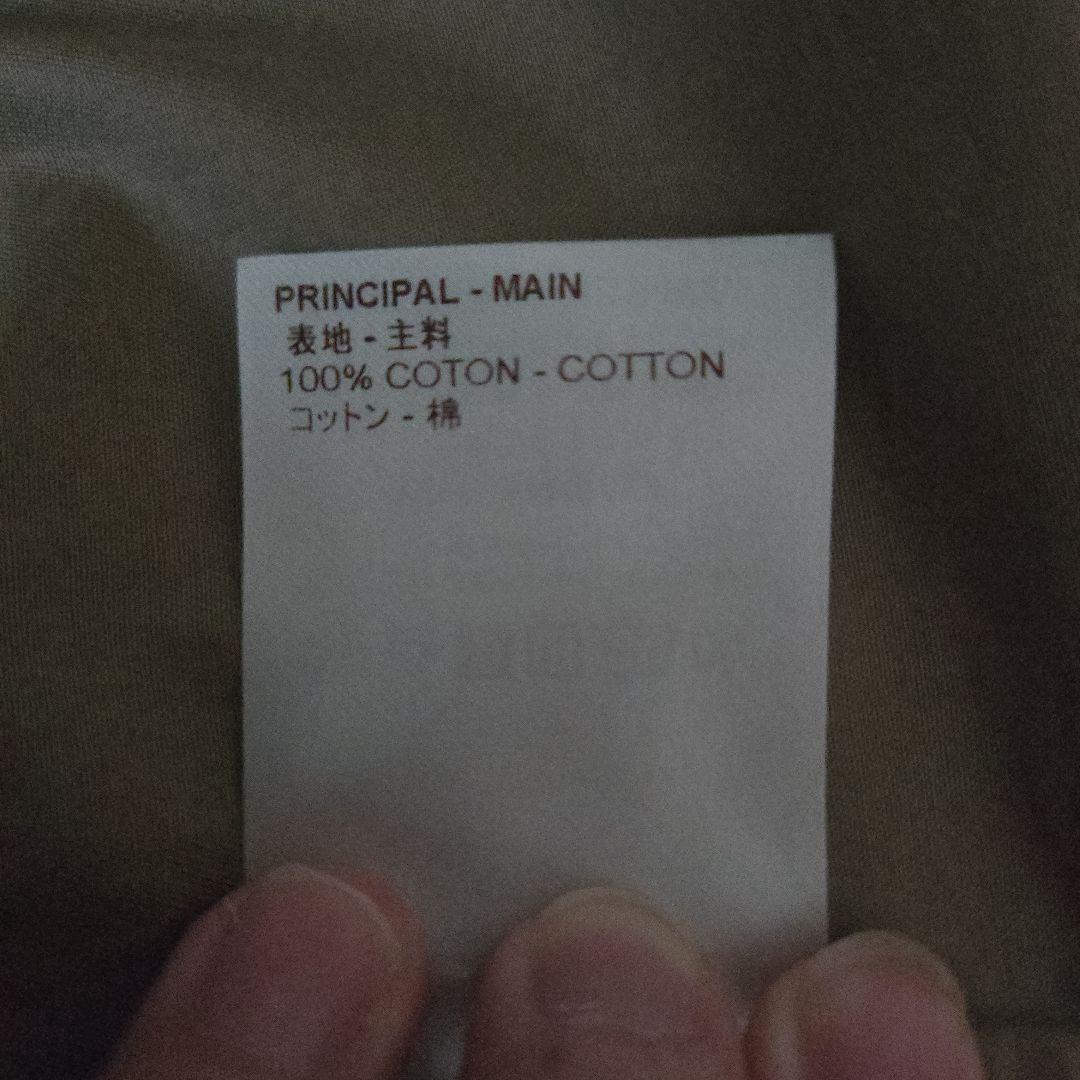 PRINCIPAL - MAIN
表地 - 主料
100% COTON - COTTON
コットン - 棉